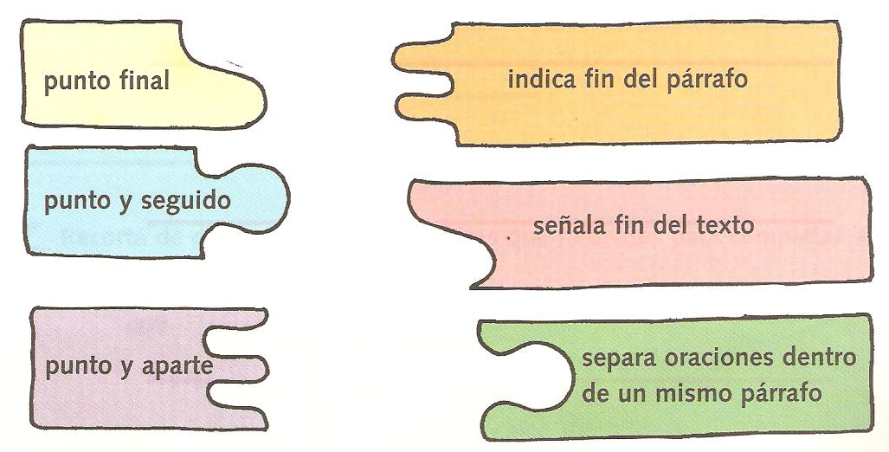 punto final
indica fin del párrafo
punto y seguido
señala fin del texto
punto y aparte
separa oraciones dentro
de un mismo párrafo